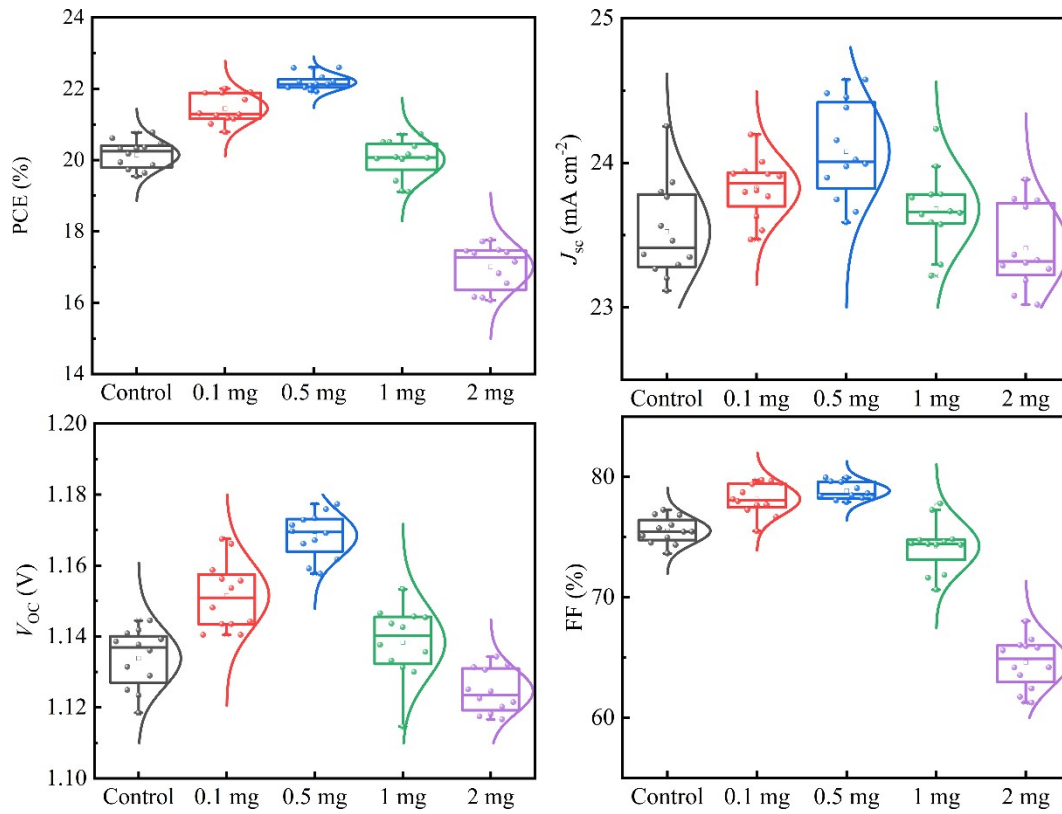 PCE (%)
24
22
20
18
16
14
Control 0.1 mg 0.5 mg 1 mg 2 mg
Jsc (mA cm⁻²)
25
24
23
Control 0.1 mg 0.5 mg 1 mg 2 mg
VOC (V)
1.20
1.18
1.16
1.14
1.12
1.10
Control 0.1 mg 0.5 mg 1 mg 2 mg
FF (%)
80
70
60
Control 0.1 mg 0.5 mg 1 mg 2 mg